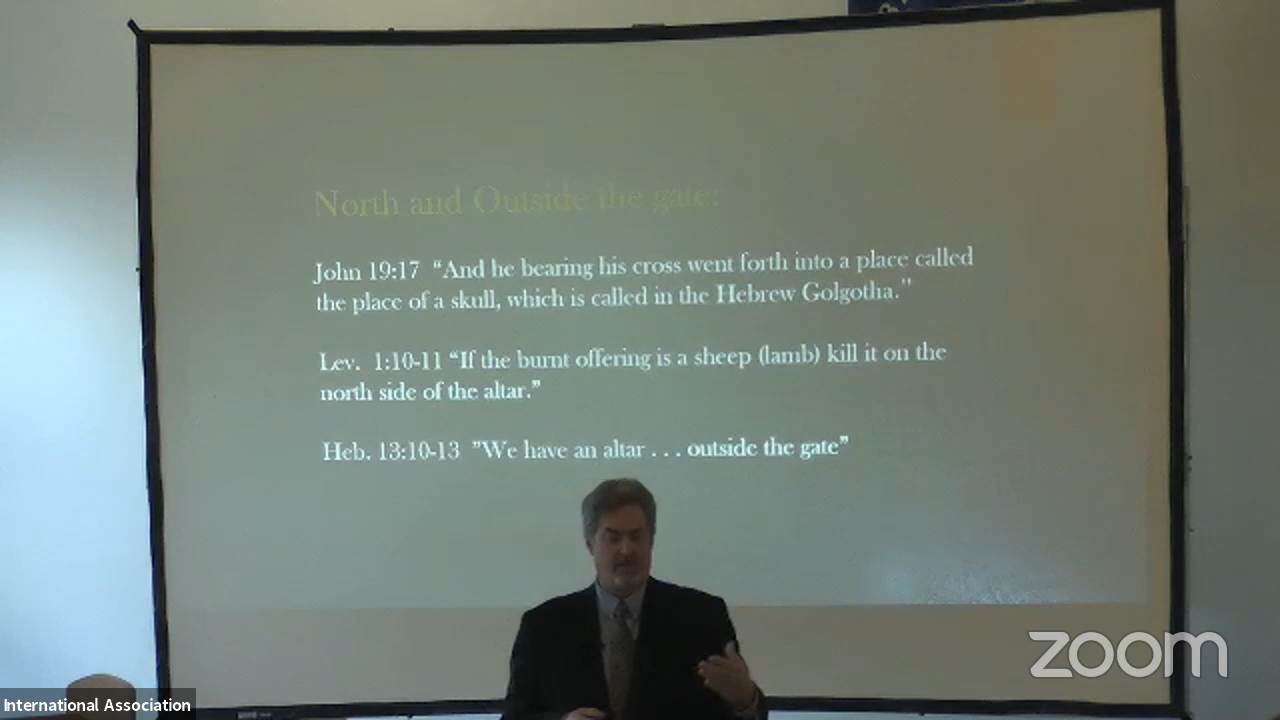 North and Outside the gate:
John 19:17 “And he bearing his cross went forth into a place called
the place of a skull, which is called in the Hebrew Golgotha."
Lev. 1:10-11 “If the burnt offering is a sheep (lamb) kill it on the
north side of the altar.”
Heb. 13:10-13 "We have an altar . . . outside the gate”
zoom
International Association